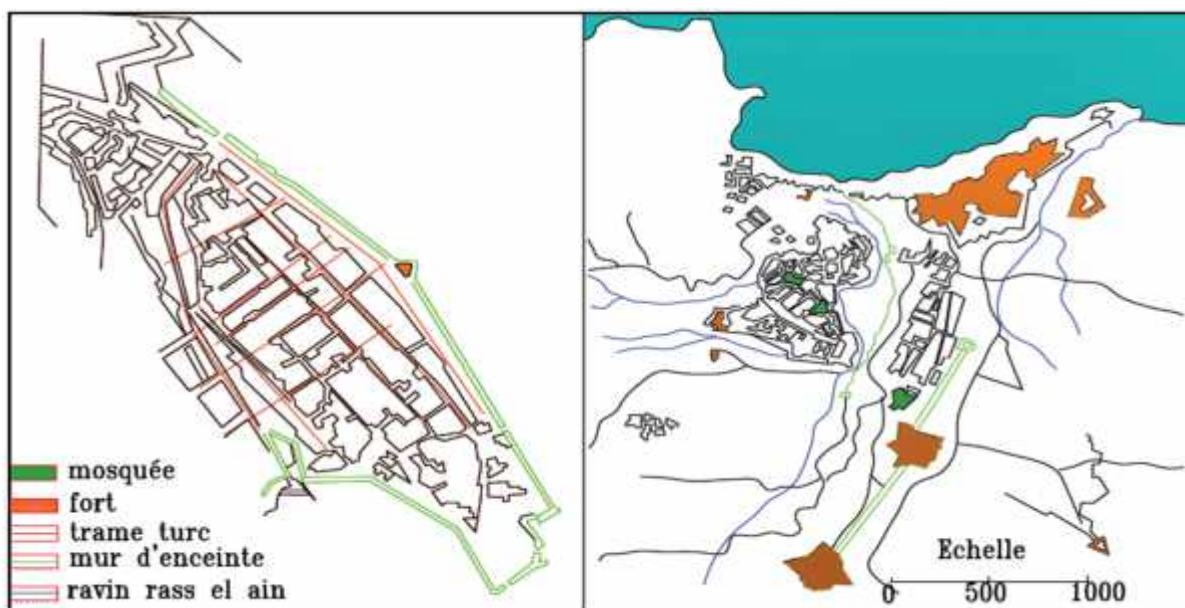 mosquée
fort
trame turc
mur d'enceinte
ravin rass el ain
Echelle
0 500 1000